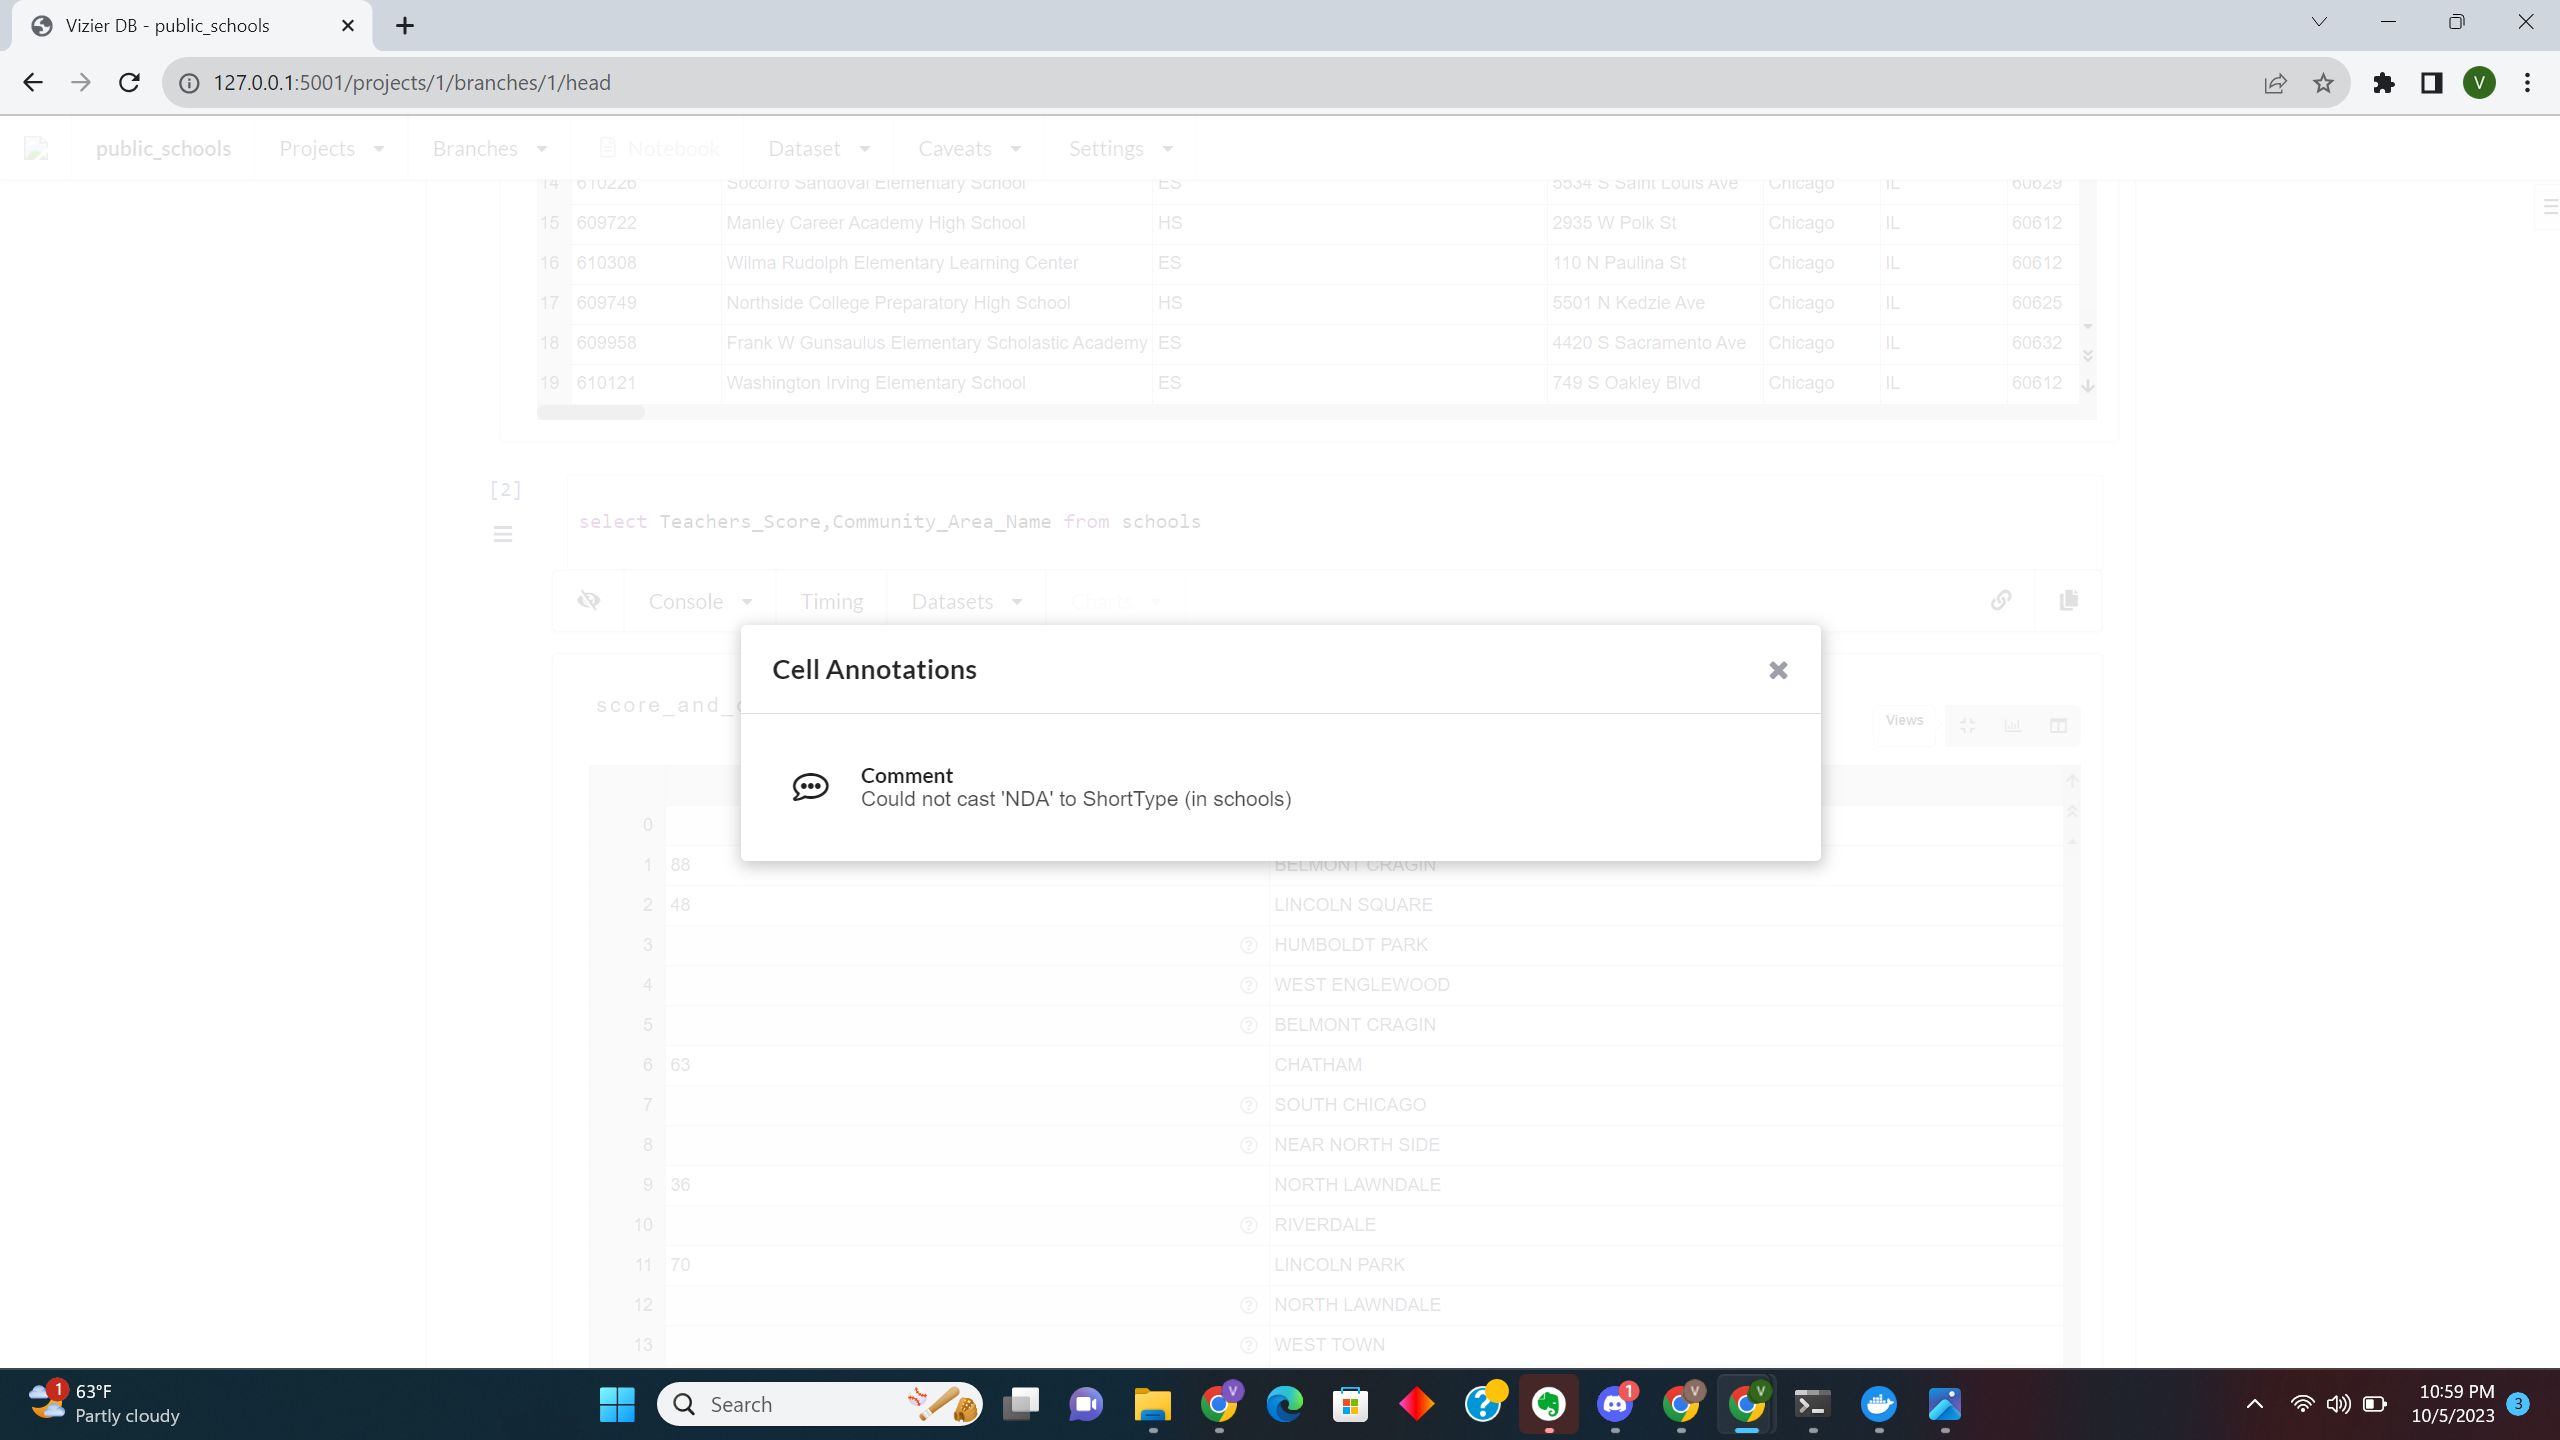 Vizier DB - public_schools
127.0.0.1:5001/projects/1/branches/1/head
V
public_schools Projects Branches Notebook Dataset Caveats Settings
14 610226 Socorro Sandoval Elementary School ES 5534 S Saint Louis Ave Chicago IL 60629
15 609722 Manley Career Academy High School HS 2935 W Polk St Chicago IL 60612
16 610308 Wilma Rudolph Elementary Learning Center ES 110 N Paulina St Chicago IL 60612
17 609749 Northside College Preparatory High School HS 5501 N Kedzie Ave Chicago IL 60625
18 609958 Frank W Gunsaulus Elementary Scholastic Academy ES 4420 S Sacramento Ave Chicago IL 60632
19 610121 Washington Irving Elementary School ES 749 S Oakley Blvd Chicago IL 60612
[2]
select Teachers_Score,Community_Area_Name from schools
Console Timing Datasets Charts
Cell Annotations
score_and_
Views
Comment
Could not cast 'NDA' to ShortType (in schools)
0
1 88 BELMONT CRAGIN
2 48 LINCOLN SQUARE
3 HUMBOLDT PARK
4 WEST ENGLEWOOD
5 BELMONT CRAGIN
6 63 CHATHAM
7 SOUTH CHICAGO
8 NEAR NORTH SIDE
9 36 NORTH LAWNDALE
10 RIVERDALE
11 70 LINCOLN PARK
12 NORTH LAWNDALE
13 WEST TOWN
1 63°F
Partly cloudy
Search
V
1
V
V
10:59 PM
10/5/2023
3